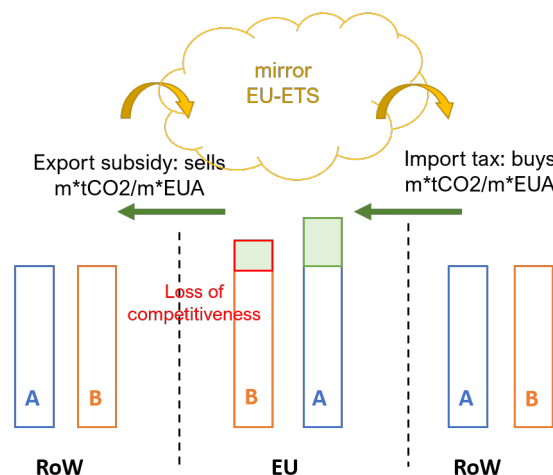 mirror
EU-ETS
Export subsidy: sells
m*tCO2/m*EUA
Import tax: buys
m*tCO2/m*EUA
Loss of
competitiveness
A
B
B
A
A
B
RoW
EU
RoW